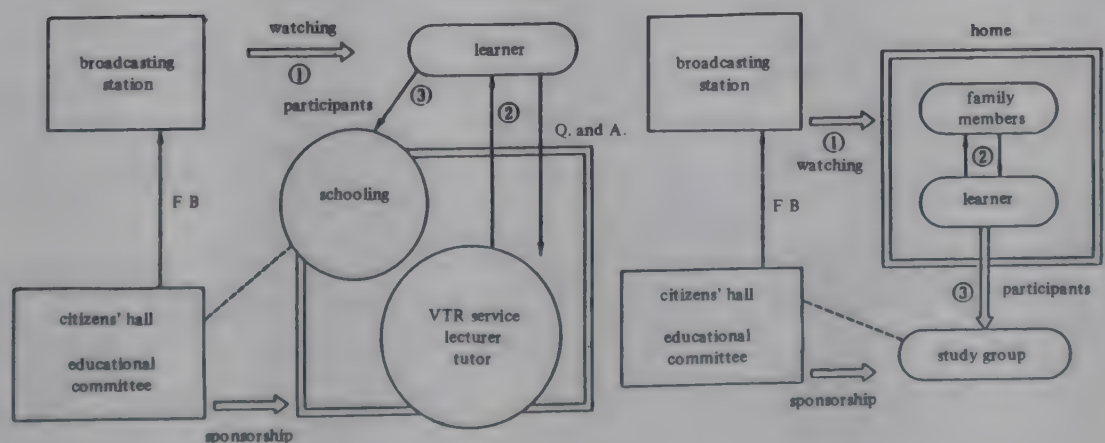 broadcasting
station
watching
①
learner
participants
③
②
Q. and A.
schooling
F B
citizens' hall
educational
committee
VTR service
lecturer
tutor
sponsorship
broadcasting
station
home
①
watching
family
members
②
learner
F B
③
participants
citizens' hall
educational
committee
study group
sponsorship